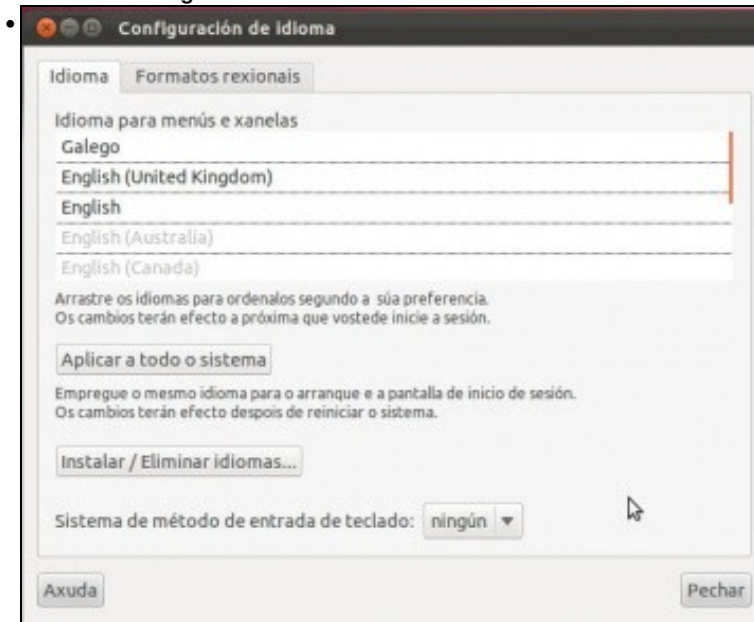 Configuración de idioma
Idioma Formatos rexionais
Idioma para menús e xanelas
Galego
English (United Kingdom)
English
English (Australia)
English (Canada)
Arrastre os idiomas para ordenalos segundo a súa preferencia.
Os cambios terán efecto a próxima que vostede inicie a sesión.
Aplicar a todo o sistema
Empregue o mesmo idioma para o arranque e a pantalla de inicio de sesión.
Os cambios terán efecto despois de reiniciar o sistema.
Instalar / Eliminar idiomas...
Sistema de método de entrada de teclado: ningún
Axuda Pechar